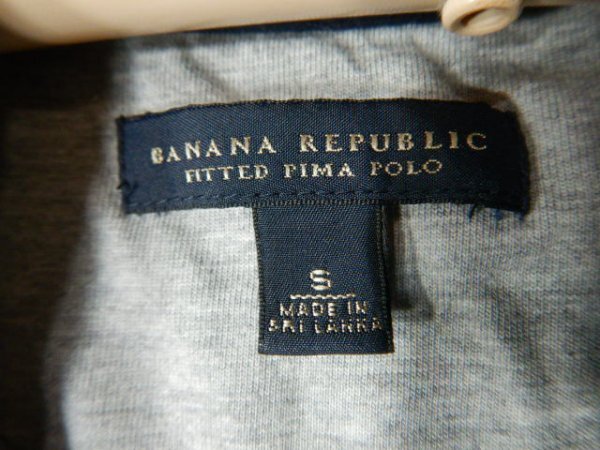 BANANA REPUBLIC
FITTED PIMA POLO
S
MADE IN
SRI LANKA